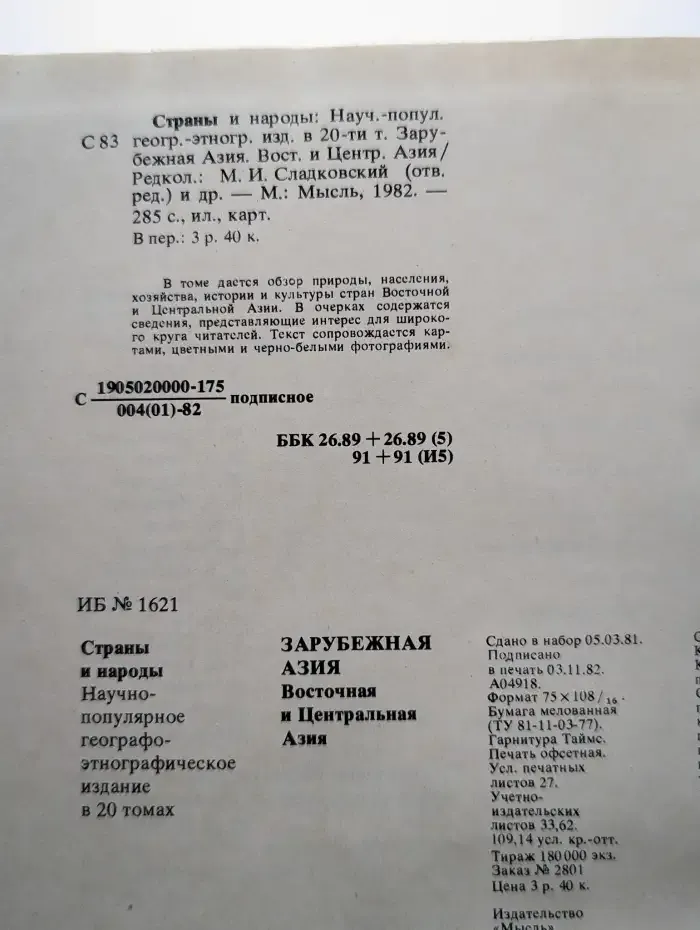 Страны и народы: Науч.-попул.
С 83 геогр.-этногр. изд. в 20-ти т. Зару-
бежная Азия. Вост. и Центр. Азия/
Редкол.: М. И. Сладковский (отв.
ред.) и др. — М.: Мысль, 1982. —
285 с., ил., карт.
В пер.: 3 р. 40 к.
В томе дается обзор природы, населения,
хозяйства, истории и культуры стран Восточной
и Центральной Азии. В очерках содержатся
сведения, представляющие интерес для широко-
го круга читателей. Текст сопровождается кар-
тами, цветными и черно-белыми фотографиями.
С 1905020000-175 подписное
004(01)-82
ББК 26.89 + 26.89 (5)
91 + 91 (И5)
ИБ № 1621
Страны
и народы
Научно-
популярное
географо-
этнографическое
издание
в 20 томах
ЗАРУБЕЖНАЯ
АЗИЯ
Восточная
и Центральная
Азия
Сдано в набор 05.03.81.
Подписано
в печать 03.11.82.
А04918.
Формат 75 × 108/16.
Бумага мелованная
(ТУ 81-11-03-77).
Гарнитура Таймс.
Печать офсетная.
Усл. печатных
листов 27.
Учетно-
издательских
листов 33,62.
109,14 усл. кр.-отт.
Тираж 180 000 экз.
Заказ № 2801
Цена 3 р. 40 к.
Издательство
«Мысль»